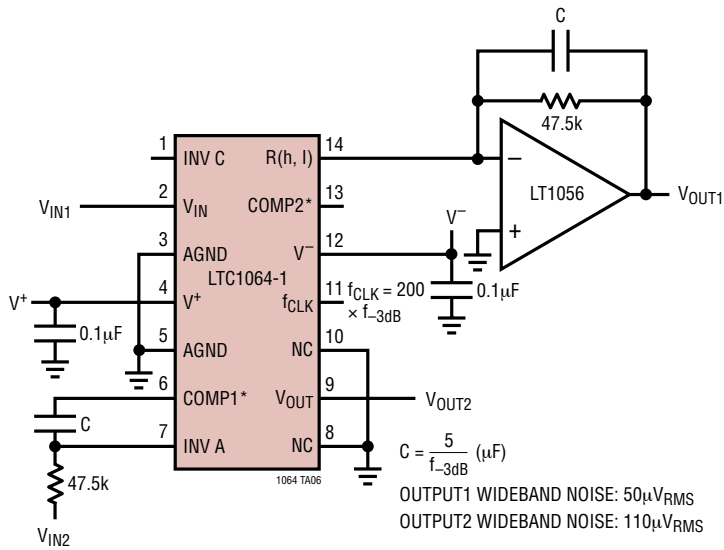 C
47.5k
LT1056
−
+
V_OUT1
1 INV C
R(h, I) 14
V_IN1
2 V_IN
COMP2* 13
3 AGND
V⁻ 12
V⁻
LTC1064-1
V⁺
4 V⁺
f_CLK 11
f_CLK = 200
× f_−3dB
0.1µF
0.1µF
5 AGND
NC 10
6 COMP1*
V_OUT 9
V_OUT2
C
7 INV A
NC 8
47.5k
V_IN2
1064 TA06
C = 5 / f_−3dB (µF)
OUTPUT1 WIDEBAND NOISE: 50µV_RMS
OUTPUT2 WIDEBAND NOISE: 110µV_RMS